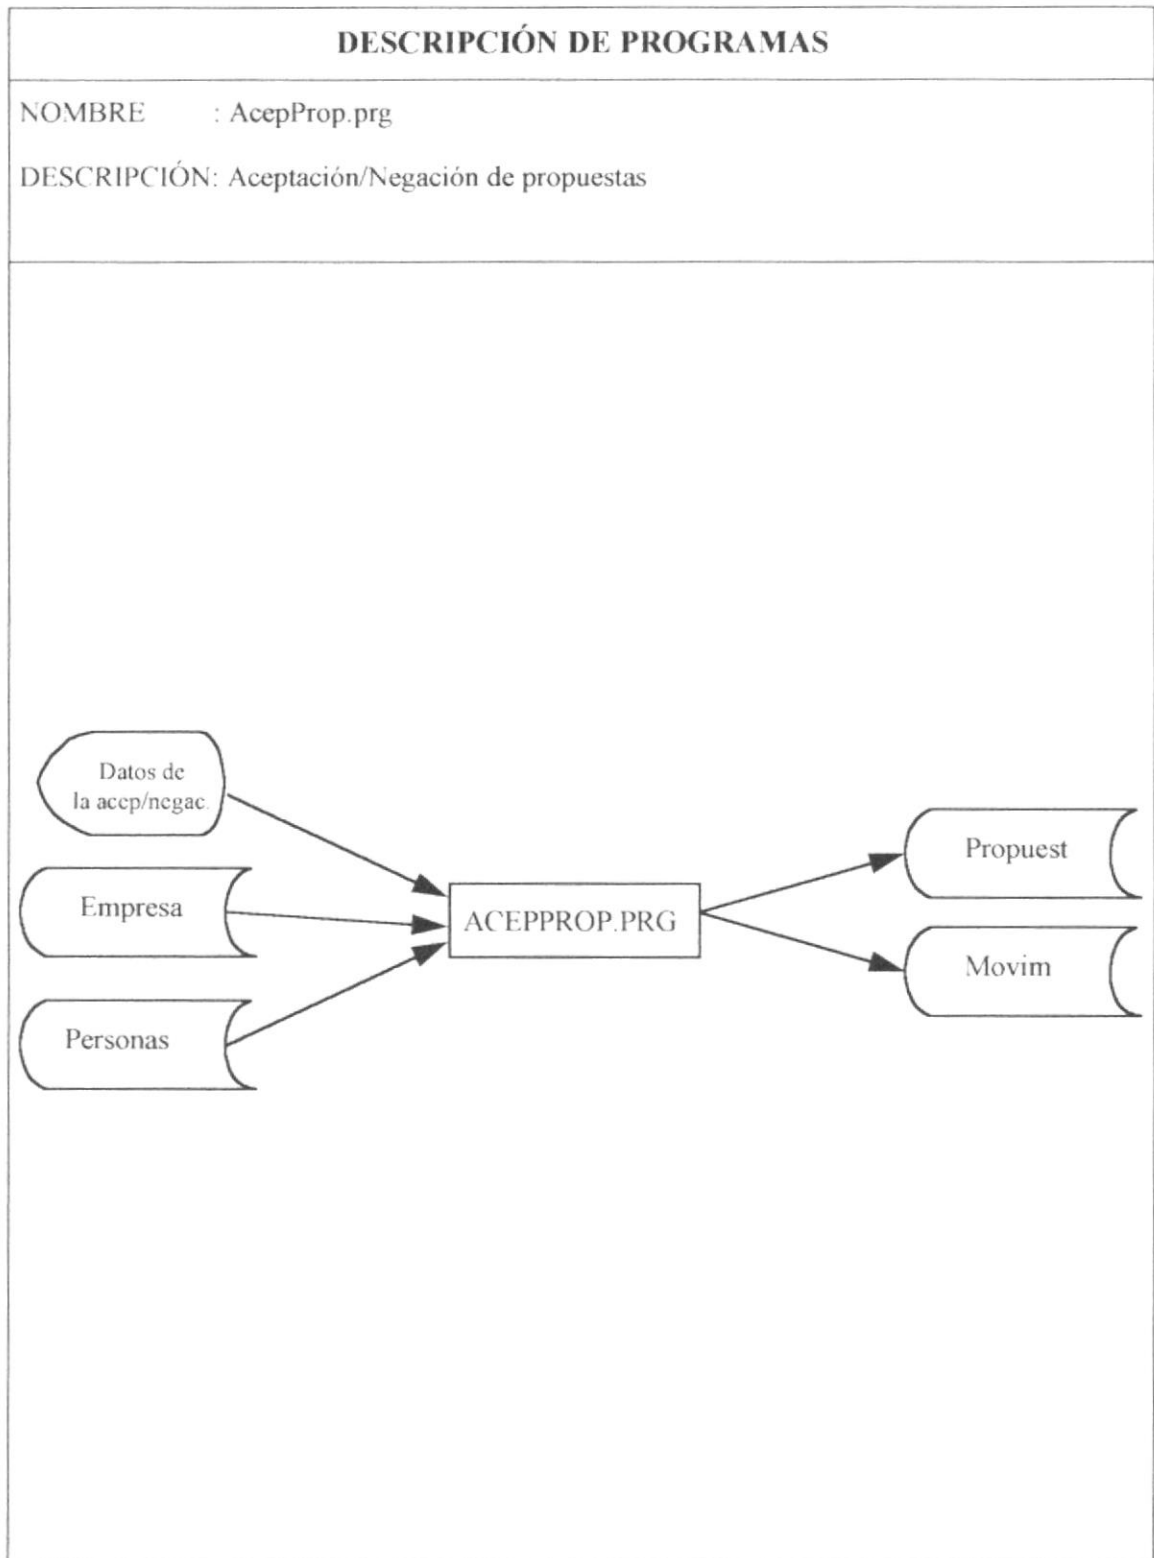 DESCRIPCIÓN DE PROGRAMAS
NOMBRE : AcepProp.prg
DESCRIPCIÓN: Aceptación/Negación de propuestas
Datos de
la acep/negac.
Empresa
Personas
ACEPPROP.PRG
Propuest
Movim